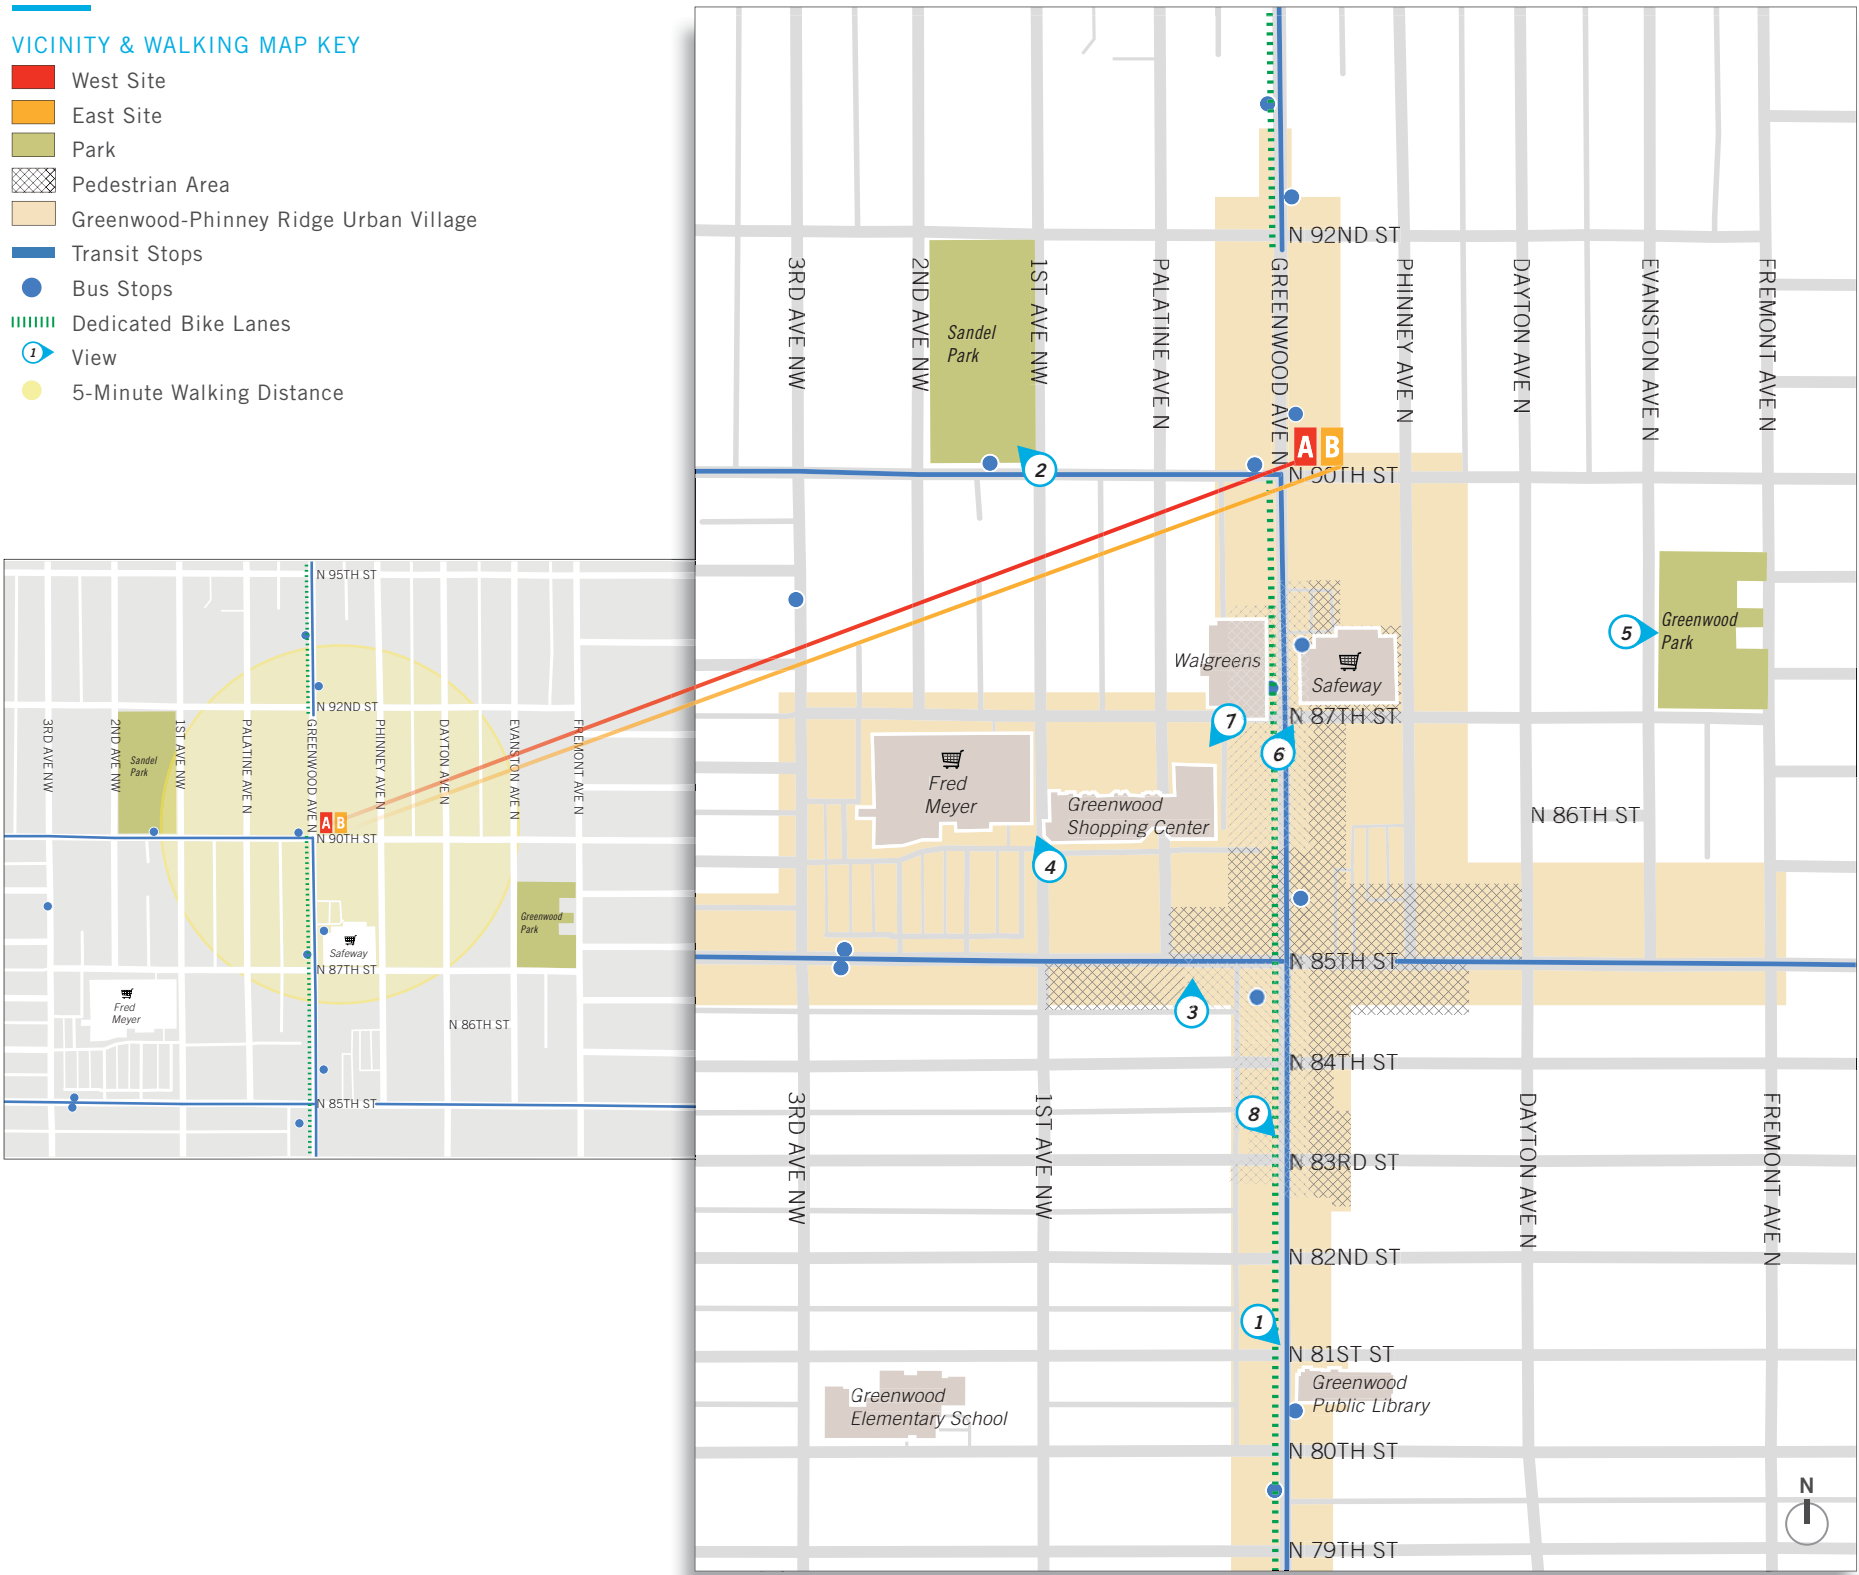 VICINITY & WALKING MAP KEY
West Site
East Site
Park
Pedestrian Area
Greenwood-Phinney Ridge Urban Village
Transit Stops
Bus Stops
Dedicated Bike Lanes
1
View
5-Minute Walking Distance
N 95TH ST
N 92ND ST
3RD AVE NW
2ND AVE NW
1ST AVE NW
PALATINE AVE N
GREENWOOD AVE N
PHINNEY AVE N
DAYTON AVE N
EVANSTON AVE N
FREMONT AVE N
Sandel
Park
A B
N 90TH ST
Greenwood
Park
Safeway
N 87TH ST
Fred
Meyer
N 86TH ST
N 85TH ST
N 92ND ST
3RD AVE NW
2ND AVE NW
1ST AVE NW
PALATINE AVE N
GREENWOOD AVE N
PHINNEY AVE N
DAYTON AVE N
EVANSTON AVE N
FREMONT AVE N
Sandel
Park
A B
2
N 90TH ST
5
Greenwood
Park
Walgreens
Safeway
7
N 87TH ST
6
Fred
Meyer
Greenwood
Shopping Center
N 86TH ST
4
N 85TH ST
3
N 84TH ST
3RD AVE NW
1ST AVE NW
8
DAYTON AVE N
FREMONT AVE N
N 83RD ST
N 82ND ST
1
N 81ST ST
Greenwood
Public Library
Greenwood
Elementary School
N 80TH ST
N
N 79TH ST